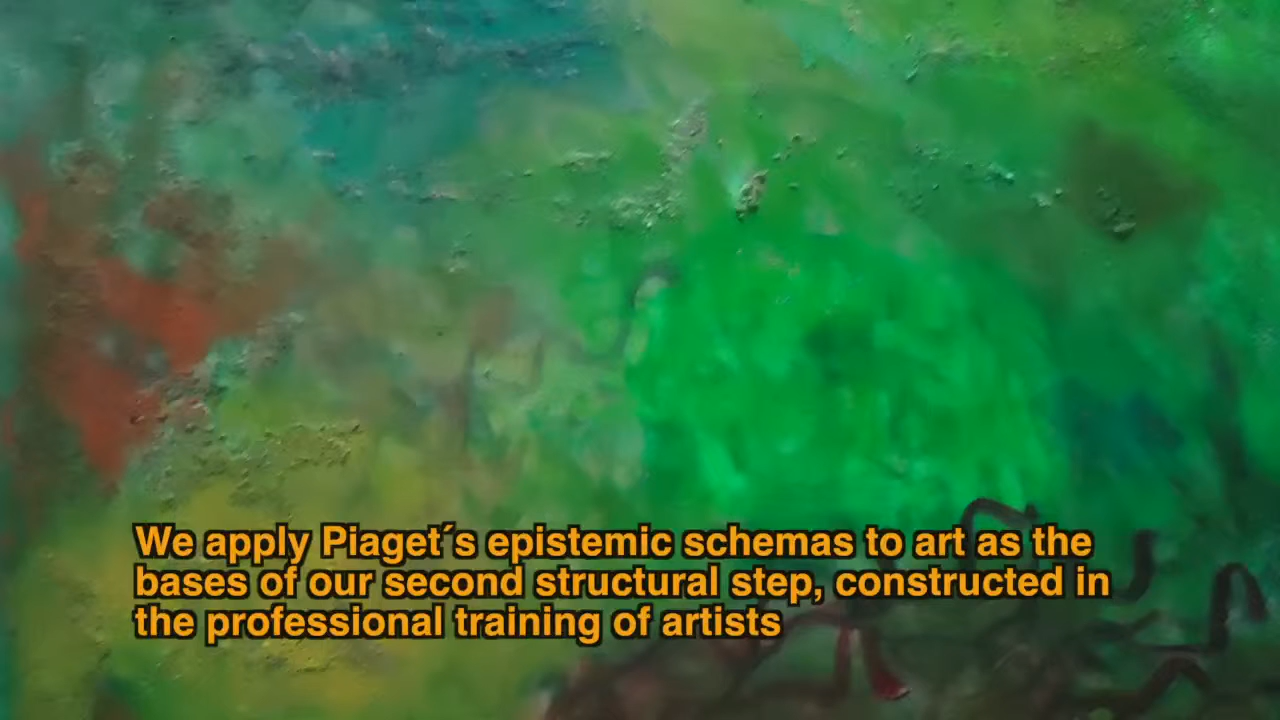 We apply Piaget´s epistemic schemas to art as the
bases of our second structural step, constructed in
the professional training of artists